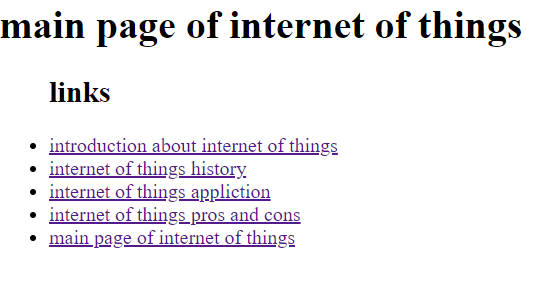 main page of internet of things
links
introduction about internet of things
internet of things history
internet of things appliction
internet of things pros and cons
main page of internet of things